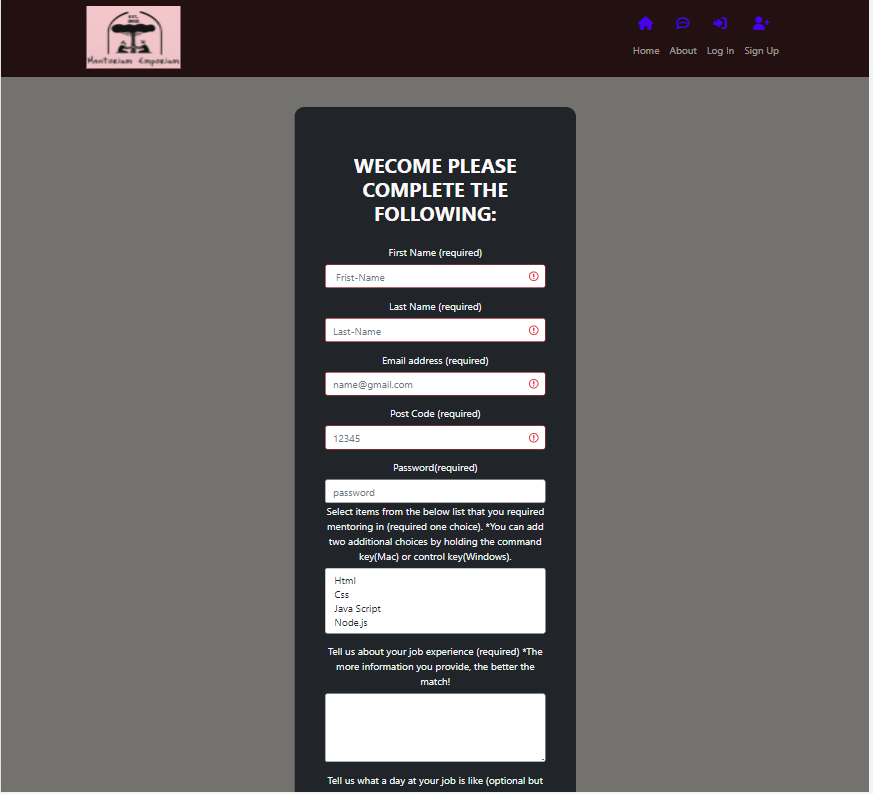 EST.
Mentorium Emporium
Home About Log In Sign Up
WECOME PLEASE
COMPLETE THE
FOLLOWING:
First Name (required)
Frist-Name
Last Name (required)
Last-Name
Email address (required)
name@gmail.com
Post Code (required)
12345
Password(required)
password
Select items from the below list that you required
mentoring in (required one choice). *You can add
two additional choices by holding the command
key(Mac) or control key(Windows).
Html
Css
Java Script
Node.js
Tell us about your job experience (required) *The
more information you provide, the better the
match!
Tell us what a day at your job is like (optional but